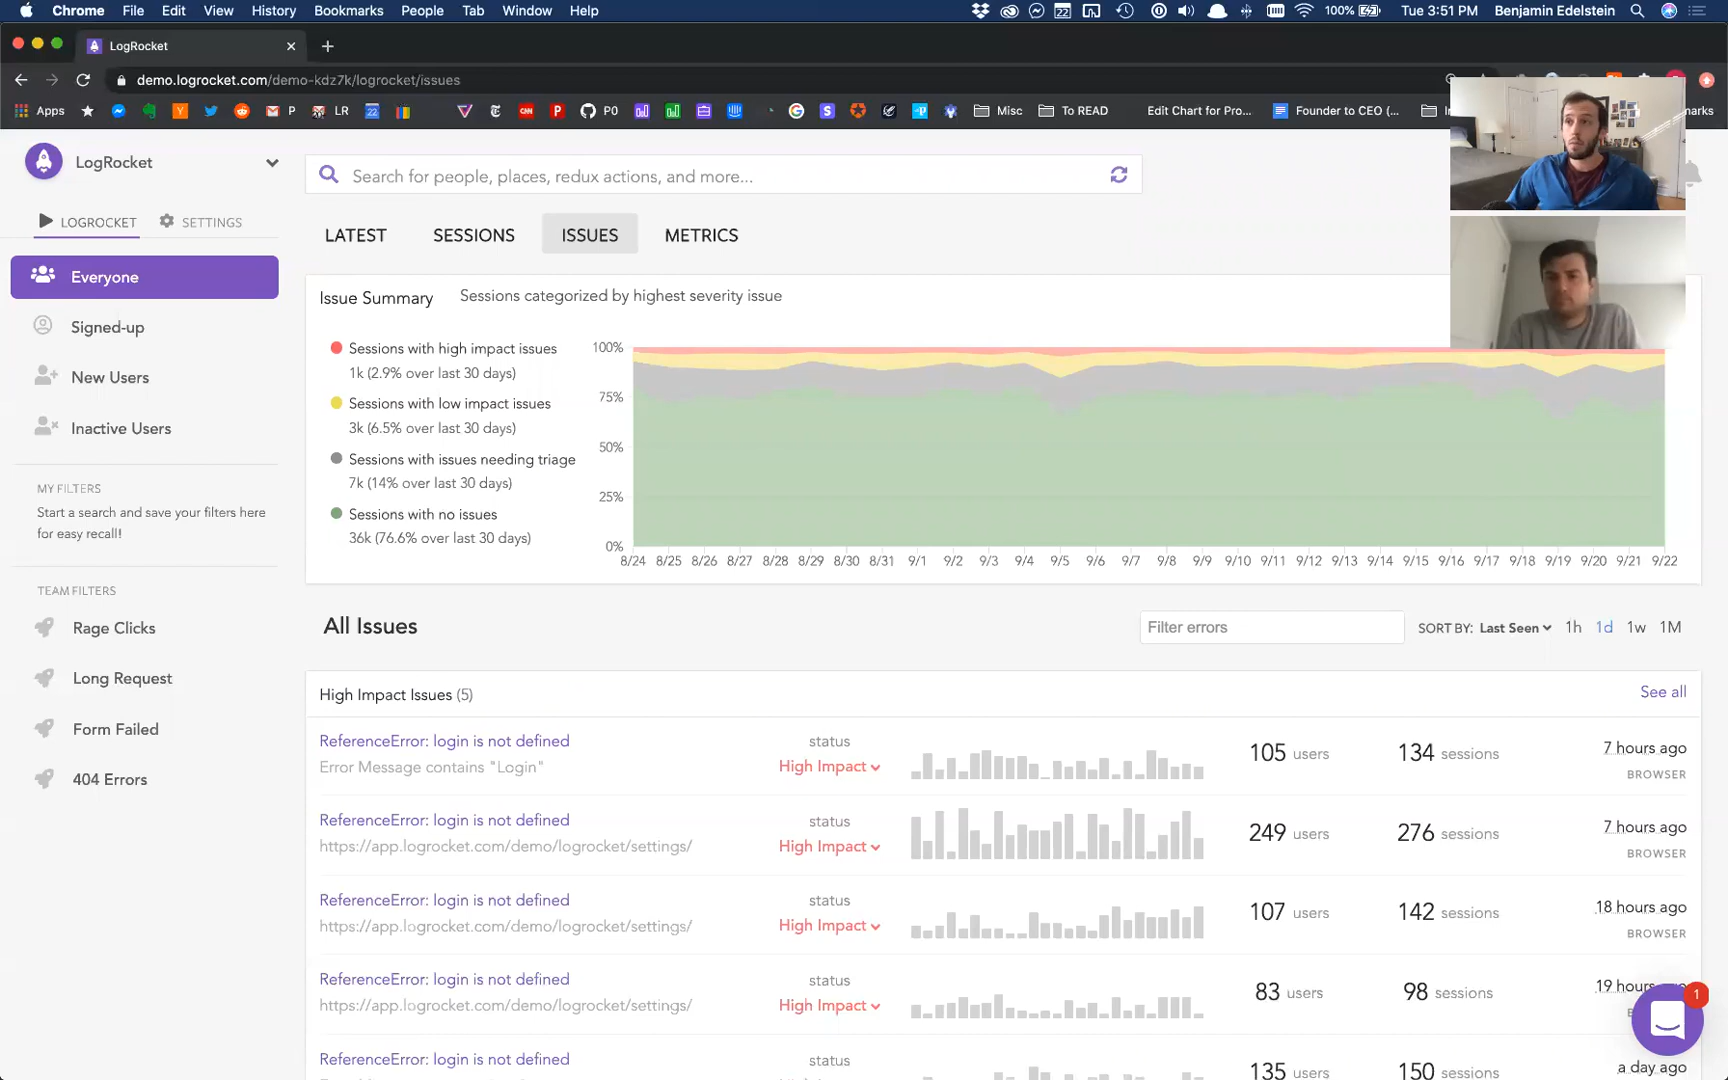 Chrome File Edit View History Bookmarks People Tab Window Help
100% Tue 3:51 PM Benjamin Edelstein
LogRocket
demo.logrocket.com/demo-kdz7k/logrocket/issues
Apps P LR P0 Misc To READ Edit Chart for Pro... Founder to CEO (...
LogRocket
Search for people, places, redux actions, and more...
LOGROCKET SETTINGS
LATEST SESSIONS ISSUES METRICS
Everyone
Signed-up
New Users
Inactive Users
MY FILTERS
Start a search and save your filters here
for easy recall!
TEAM FILTERS
Rage Clicks
Long Request
Form Failed
404 Errors
Issue Summary Sessions categorized by highest severity issue
Sessions with high impact issues
1k (2.9% over last 30 days)
Sessions with low impact issues
3k (6.5% over last 30 days)
Sessions with issues needing triage
7k (14% over last 30 days)
Sessions with no issues
36k (76.6% over last 30 days)
100%
75%
50%
25%
0%
8/24 8/25 8/26 8/27 8/28 8/29 8/30 8/31 9/1 9/2 9/3 9/4 9/5 9/6 9/7 9/8 9/9 9/10 9/11 9/12 9/13 9/14 9/15 9/16 9/17 9/18 9/19 9/20 9/21 9/22
All Issues
Filter errors SORT BY: Last Seen 1h 1d 1w 1M
High Impact Issues (5) See all
ReferenceError: login is not defined
Error Message contains "Login"
status
High Impact
105 users 134 sessions
7 hours ago
BROWSER
ReferenceError: login is not defined
https://app.logrocket.com/demo/logrocket/settings/
status
High Impact
249 users 276 sessions
7 hours ago
BROWSER
ReferenceError: login is not defined
https://app.logrocket.com/demo/logrocket/settings/
status
High Impact
107 users 142 sessions
18 hours ago
BROWSER
ReferenceError: login is not defined
https://app.logrocket.com/demo/logrocket/settings/
status
High Impact
83 users 98 sessions
19 hours
1
ReferenceError: login is not defined
status
135 users 150 sessions
a day ago